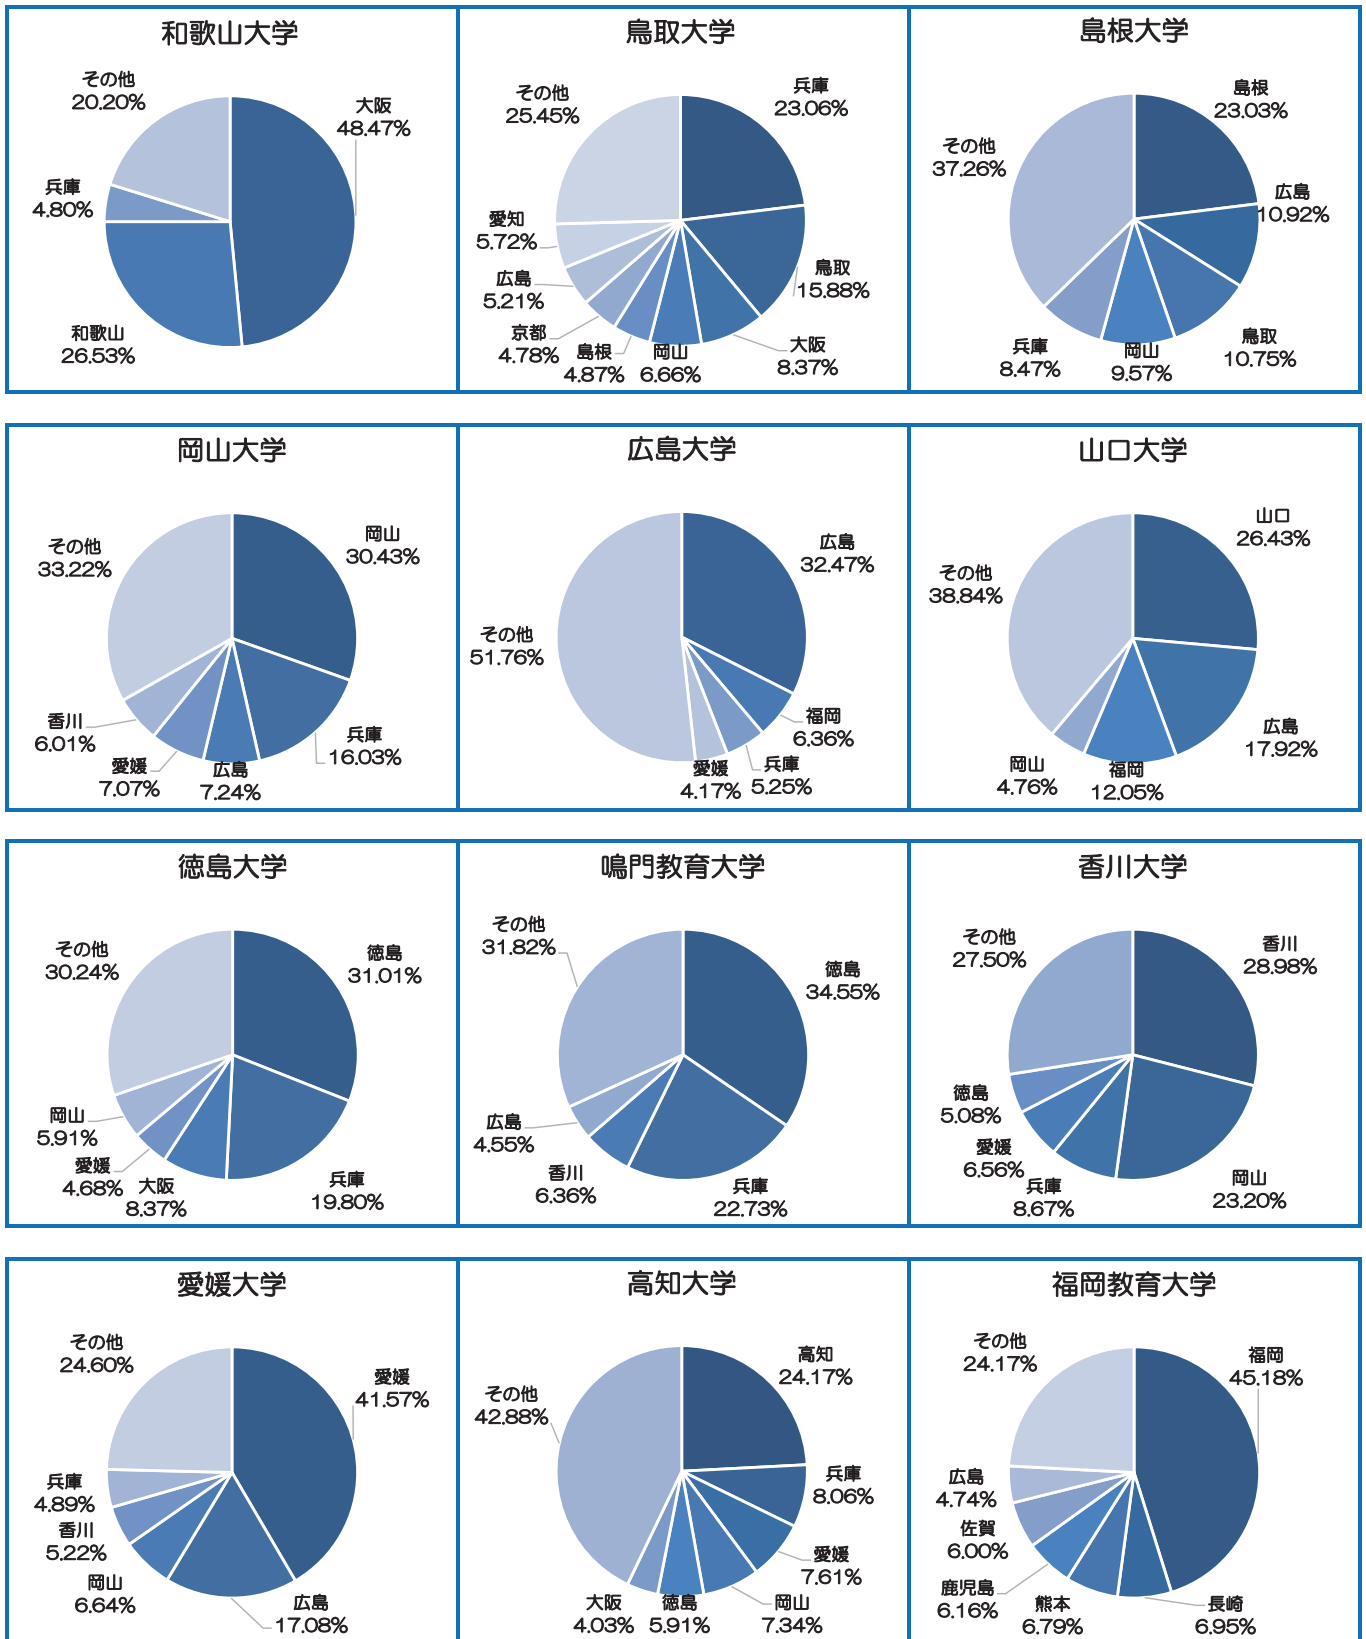 和歌山大学
その他
20.20%
大阪
48.47%
兵庫
4.80%
和歌山
26.53%
鳥取大学
その他
25.45%
兵庫
23.06%
愛知
5.72%
鳥取
15.88%
広島
5.21%
京都
4.78%
島根
4.87%
岡山
6.66%
大阪
8.37%
島根大学
島根
23.03%
その他
37.26%
広島
10.92%
兵庫
8.47%
岡山
9.57%
鳥取
10.75%
岡山大学
岡山
30.43%
その他
33.22%
香川
6.01%
兵庫
16.03%
愛媛
7.07%
広島
7.24%
広島大学
広島
32.47%
その他
51.76%
福岡
6.36%
愛媛
4.17%
兵庫
5.25%
山口大学
山口
26.43%
その他
38.84%
広島
17.92%
岡山
4.76%
福岡
12.05%
徳島大学
その他
30.24%
徳島
31.01%
岡山
5.91%
愛媛
4.68%
大阪
8.37%
兵庫
19.80%
鳴門教育大学
その他
31.82%
徳島
34.55%
広島
4.55%
香川
6.36%
兵庫
22.73%
香川大学
その他
27.50%
香川
28.98%
徳島
5.08%
愛媛
6.56%
兵庫
8.67%
岡山
23.20%
愛媛大学
その他
24.60%
愛媛
41.57%
兵庫
4.89%
香川
5.22%
岡山
6.64%
広島
17.08%
高知大学
高知
24.17%
その他
42.88%
兵庫
8.06%
愛媛
7.61%
大阪
4.03%
徳島
5.91%
岡山
7.34%
福岡教育大学
その他
24.17%
福岡
45.18%
広島
4.74%
佐賀
6.00%
鹿児島
6.16%
熊本
6.79%
長崎
6.95%